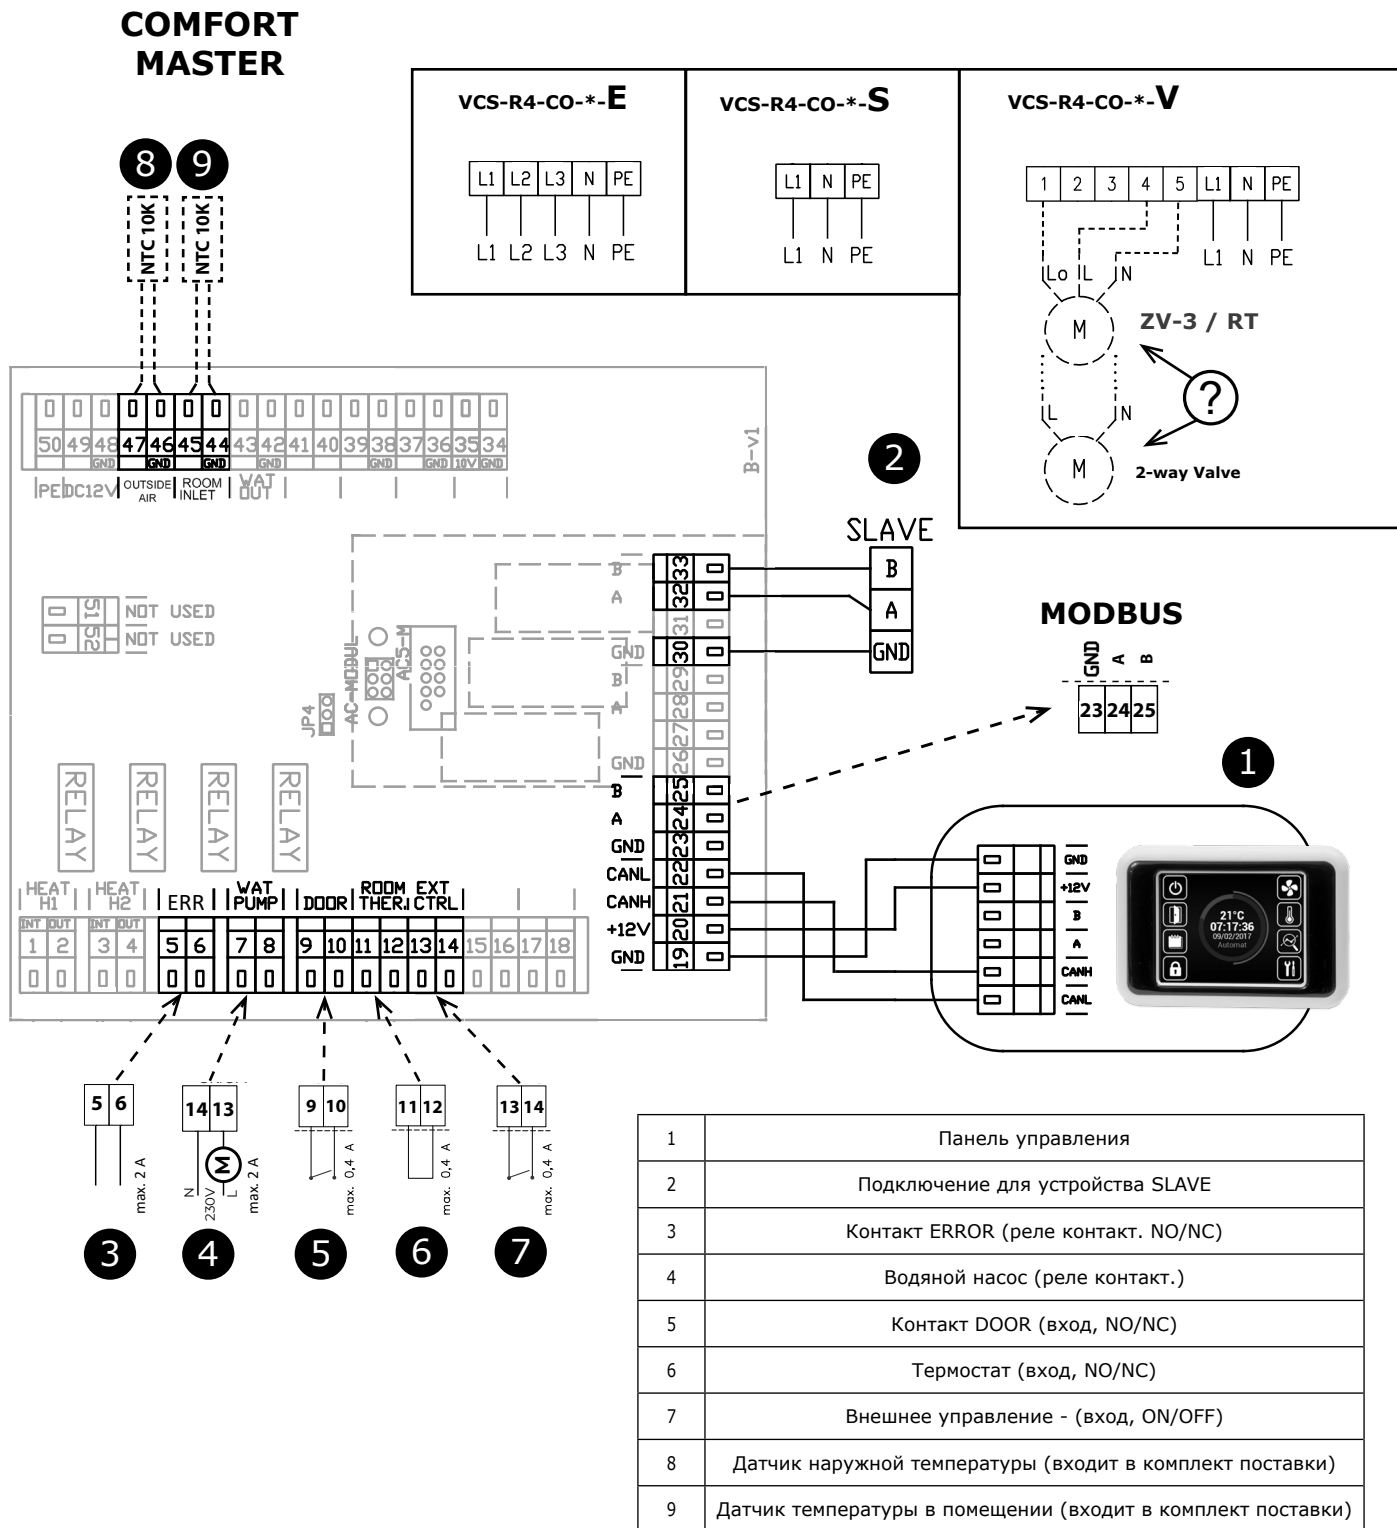 COMFORT
MASTER
VCS-R4-CO-*-E
L1 L2 L3 N PE
L1 L2 L3 N PE
VCS-R4-CO-*-S
L1 N PE
L1 N PE
VCS-R4-CO-*-V
1 2 3 4 5 L1 N PE
L1 N PE
Lo L N
M
ZV-3 / RT
?
L N
M
2-way Valve
8 9
NTC 10K
NTC 10K
50 49 48 47 46 45 44 43 42 41 40 39 38 37 36 35 34
GND GND GND GND GND GND 10V GND
PE DC12V OUTSIDE AIR ROOM INLET WAT OUT
B-v1
51 NOT USED
52 NOT USED
JP4
AC-MODUL
AC5-M
2
SLAVE
B
A
GND
B 33
A 32
31
GND 30
B 29
A 28
27
GND 26
B 25
A 24
GND 23
CANL 22
CANH 21
+12V 20
GND 19
MODBUS
GND A B
23 24 25
1
GND
+12V
B
A
CANH
CANL
21°C
07:17:36
09/02/2017
Automat
RELAY RELAY RELAY RELAY
HEAT H1 HEAT H2 ERR WAT PUMP DOOR ROOM THER. EXT CTRL
INT OUT INT OUT
1 2 3 4 5 6 7 8 9 10 11 12 13 14 15 16 17 18
5 6
max. 2 A
3
14 13
N 230V L
M
max. 2 A
4
9 10
max. 0,4 A
5
11 12
max. 0,4 A
6
13 14
max. 0,4 A
7
1 Панель управления
2 Подключение для устройства SLAVE
3 Контакт ERROR (реле контакт. NO/NC)
4 Водяной насос (реле контакт.)
5 Контакт DOOR (вход, NO/NC)
6 Термостат (вход, NO/NC)
7 Внешнее управление - (вход, ON/OFF)
8 Датчик наружной температуры (входит в комплект поставки)
9 Датчик температуры в помещении (входит в комплект поставки)